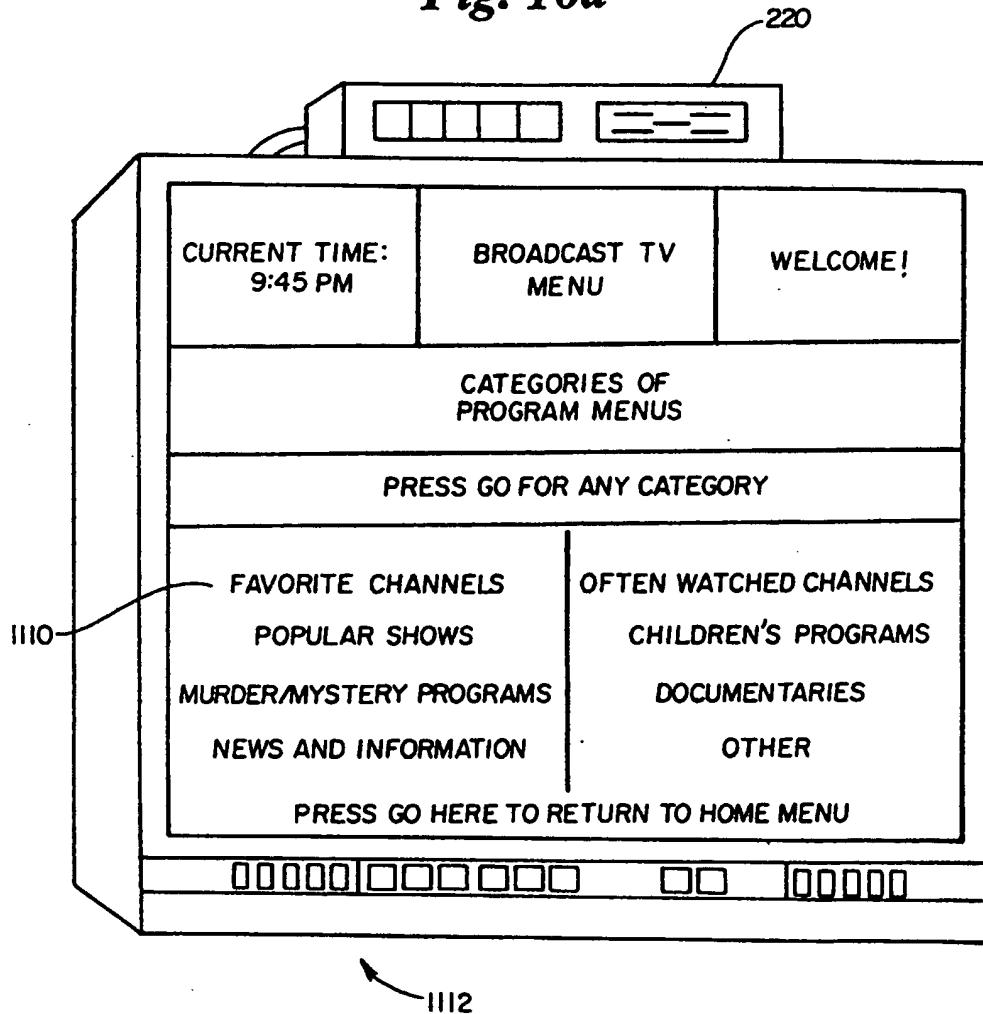 Fig. 16a
220
CURRENT TIME:
9:45 PM
BROADCAST TV
MENU
WELCOME!
CATEGORIES OF
PROGRAM MENUS
PRESS GO FOR ANY CATEGORY
FAVORITE CHANNELS
OFTEN WATCHED CHANNELS
1110
POPULAR SHOWS
CHILDREN'S PROGRAMS
MURDER/MYSTERY PROGRAMS
DOCUMENTARIES
NEWS AND INFORMATION
OTHER
PRESS GO HERE TO RETURN TO HOME MENU
1112